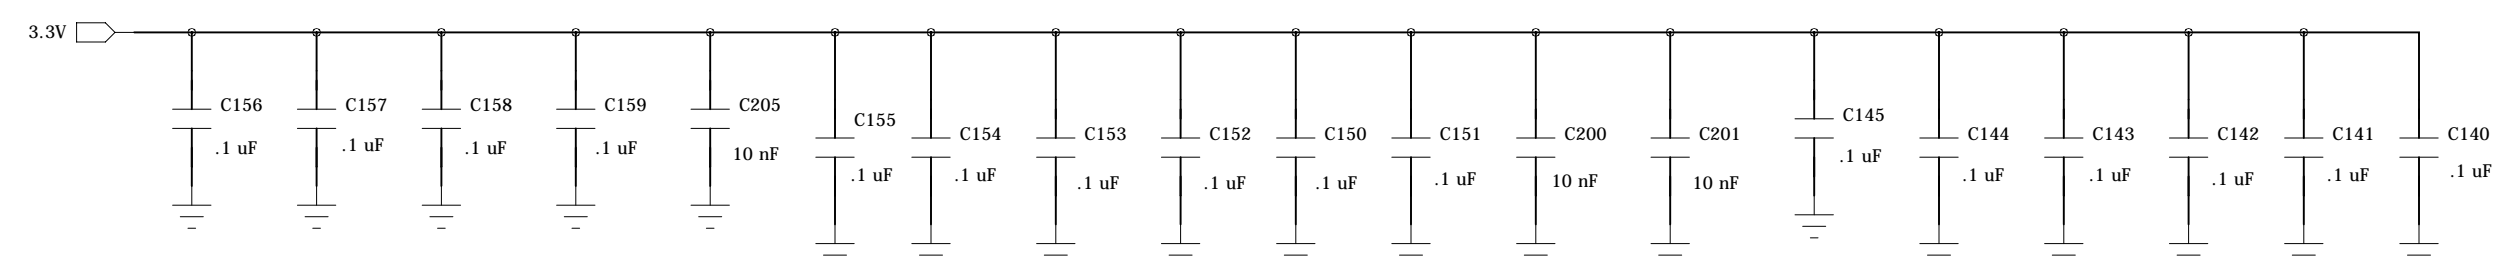 3.3V
C156
C157
C158
C159
C205
C155
C154
C153
C152
C150
C151
C200
C201
C145
C144
C143
C142
C141
C140
.1 uF
.1 uF
.1 uF
.1 uF
10 nF
.1 uF
.1 uF
.1 uF
.1 uF
.1 uF
.1 uF
10 nF
10 nF
.1 uF
.1 uF
.1 uF
.1 uF
.1 uF
.1 uF